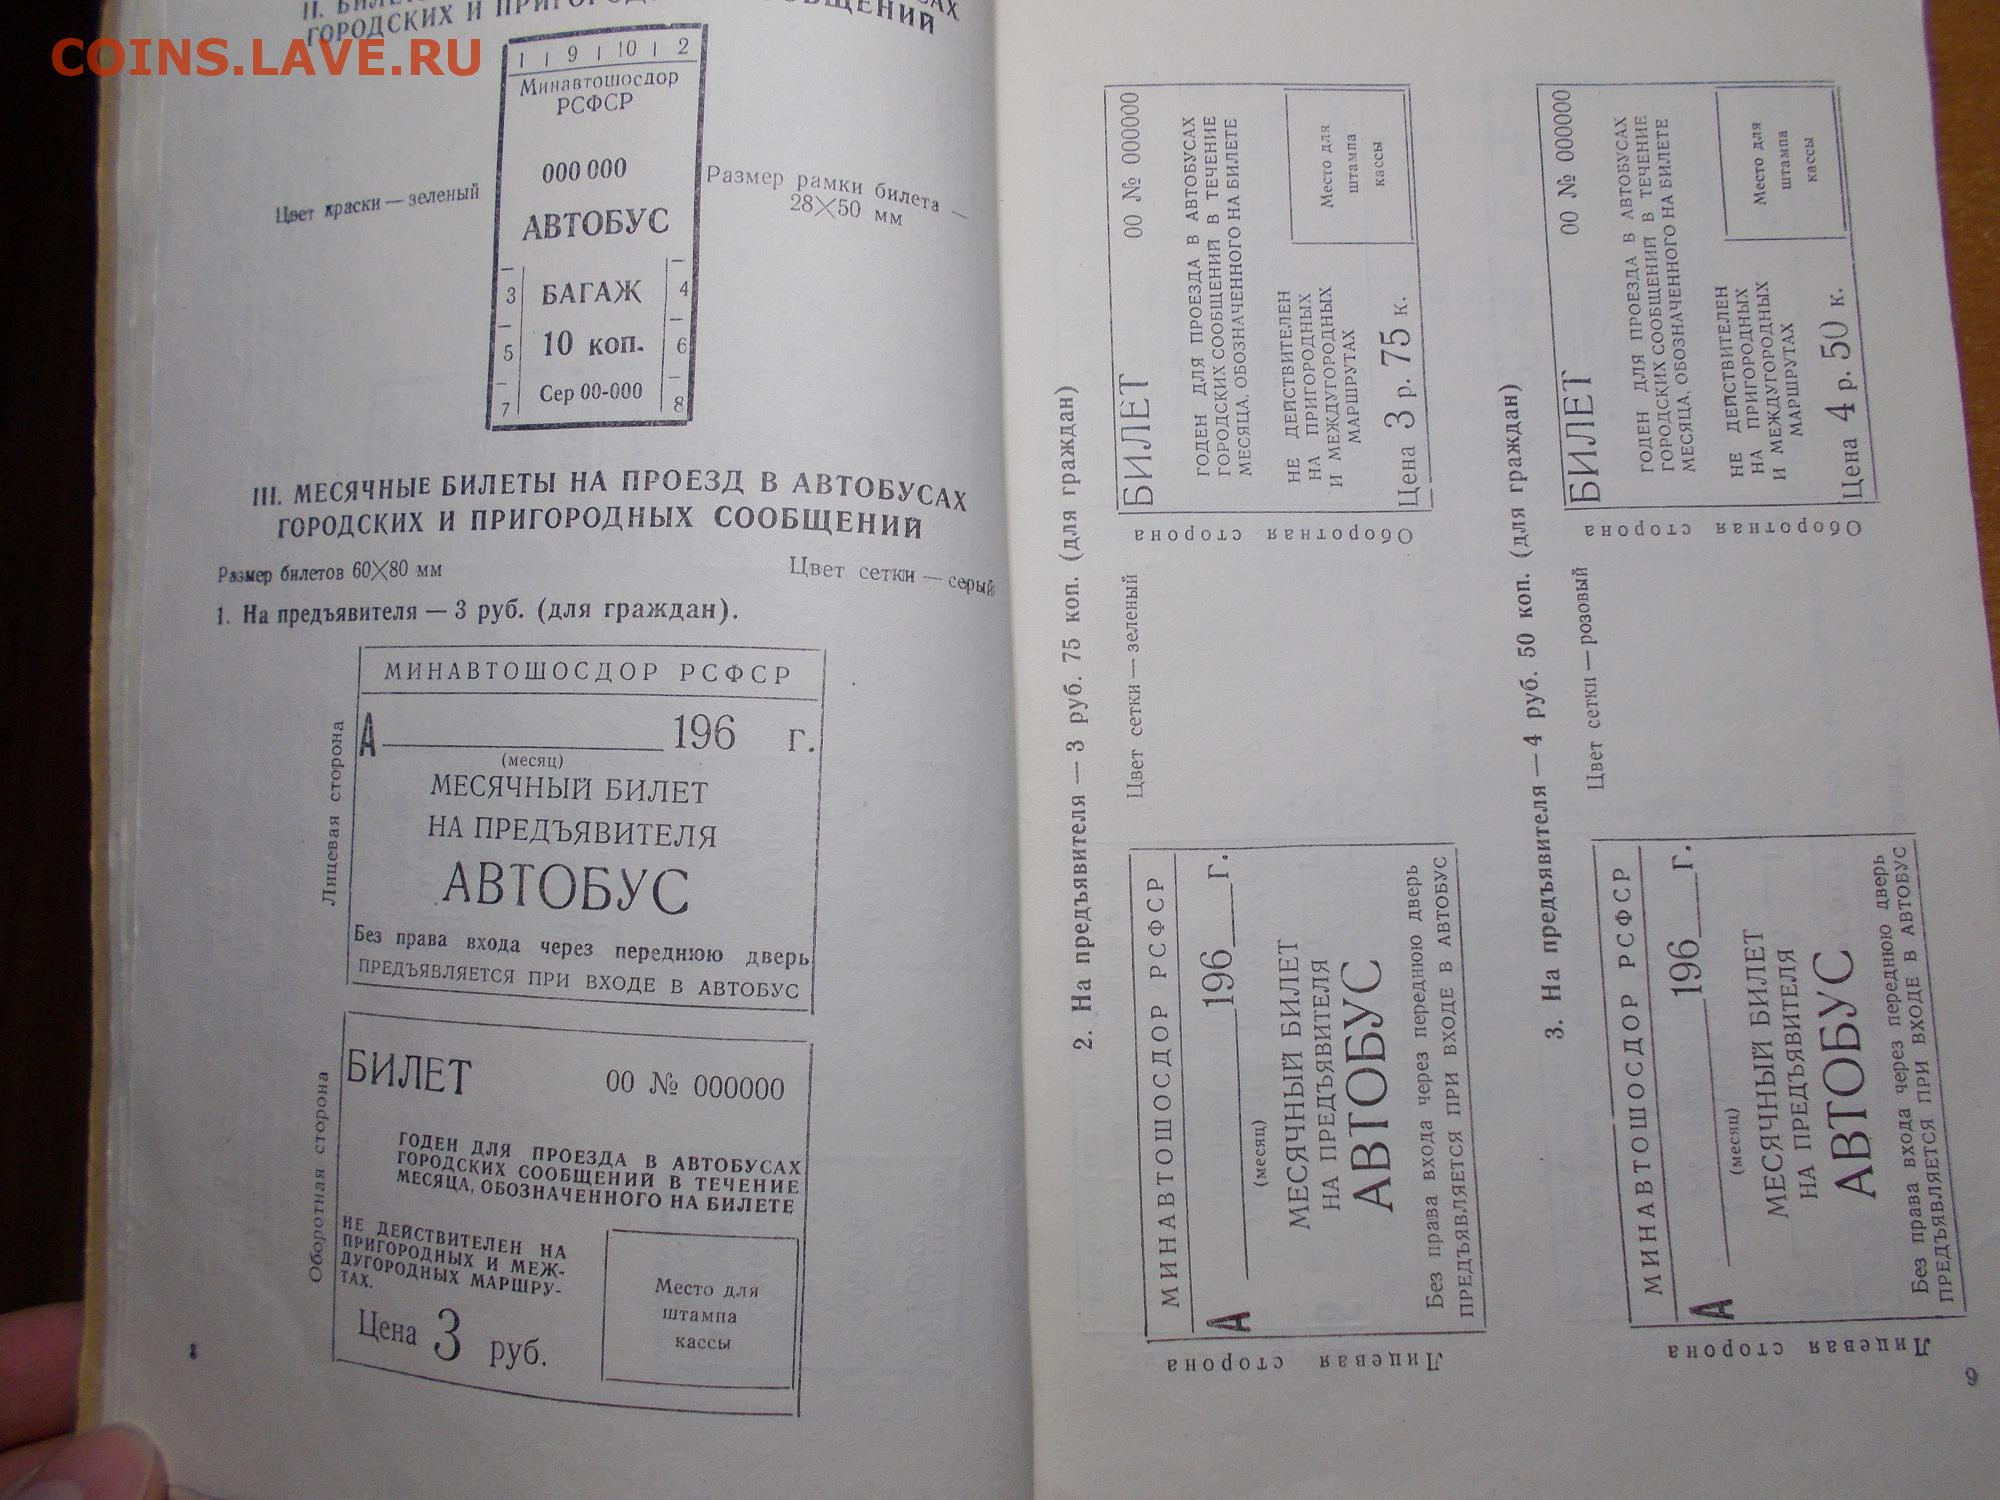 COINS.LAVE.RU
ГОРОДСКИХ И
1 9 10 2
Минавтошосдор
РСФСР
000 000
АВТОБУС
3 БАГАЖ 4
5 10 коп. 6
7 Сер 00-000 8
Цвет краски — зеленый
Размер рамки билета —
28×50 мм
III. МЕСЯЧНЫЕ БИЛЕТЫ НА ПРОЕЗД В АВТОБУСАХ
ГОРОДСКИХ И ПРИГОРОДНЫХ СООБЩЕНИЙ
Размер билетов 60×80 мм
Цвет сетки — серый
1. На предъявителя — 3 руб. (для граждан).
Лицевая сторона
МИНАВТОШОСДОР РСФСР
А 196 г.
(месяц)
МЕСЯЧНЫЙ БИЛЕТ
НА ПРЕДЪЯВИТЕЛЯ
АВТОБУС
Без права входа через переднюю дверь
ПРЕДЪЯВЛЯЕТСЯ ПРИ ВХОДЕ В АВТОБУС
Оборотная сторона
БИЛЕТ 00 № 000000
ГОДЕН ДЛЯ ПРОЕЗДА В АВТОБУСАХ
ГОРОДСКИХ СООБЩЕНИЙ В ТЕЧЕНИЕ
МЕСЯЦА, ОБОЗНАЧЕННОГО НА БИЛЕТЕ
НЕ ДЕЙСТВИТЕЛЕН НА
ПРИГОРОДНЫХ И МЕЖ-
ДУГОРОДНЫХ МАРШРУ-
ТАХ.
Цена 3 руб.
Место для
штампа
кассы
2. На предъявителя — 3 руб. 75 коп. (для граждан)
Цвет сетки — зеленый
Лицевая сторона
МИНАВТОШОСДОР РСФСР
А 196 г.
(месяц)
МЕСЯЧНЫЙ БИЛЕТ
НА ПРЕДЪЯВИТЕЛЯ
АВТОБУС
Без права входа через переднюю дверь
ПРЕДЪЯВЛЯЕТСЯ ПРИ ВХОДЕ В АВТОБУС
Оборотная сторона
БИЛЕТ 00 № 000000
ГОДЕН ДЛЯ ПРОЕЗДА В АВТОБУСАХ
ГОРОДСКИХ СООБЩЕНИЙ В ТЕЧЕНИЕ
МЕСЯЦА, ОБОЗНАЧЕННОГО НА БИЛЕТЕ
НЕ ДЕЙСТВИТЕЛЕН
НА ПРИГОРОДНЫХ
И МЕЖДУГОРОДНЫХ
МАРШРУТАХ
Цена 3 р. 75 к.
Место для
штампа
кассы
3. На предъявителя — 4 руб. 50 коп. (для граждан)
Цвет сетки — розовый
Лицевая сторона
МИНАВТОШОСДОР РСФСР
А 196 г.
(месяц)
МЕСЯЧНЫЙ БИЛЕТ
НА ПРЕДЪЯВИТЕЛЯ
АВТОБУС
Без права входа через переднюю дверь
ПРЕДЪЯВЛЯЕТСЯ ПРИ ВХОДЕ В АВТОБУС
Оборотная сторона
БИЛЕТ 00 № 000000
ГОДЕН ДЛЯ ПРОЕЗДА В АВТОБУСАХ
ГОРОДСКИХ СООБЩЕНИЙ В ТЕЧЕНИЕ
МЕСЯЦА, ОБОЗНАЧЕННОГО НА БИЛЕТЕ
НЕ ДЕЙСТВИТЕЛЕН
НА ПРИГОРОДНЫХ
И МЕЖДУГОРОДНЫХ
МАРШРУТАХ
Цена 4 р. 50 к.
Место для
штампа
кассы
9